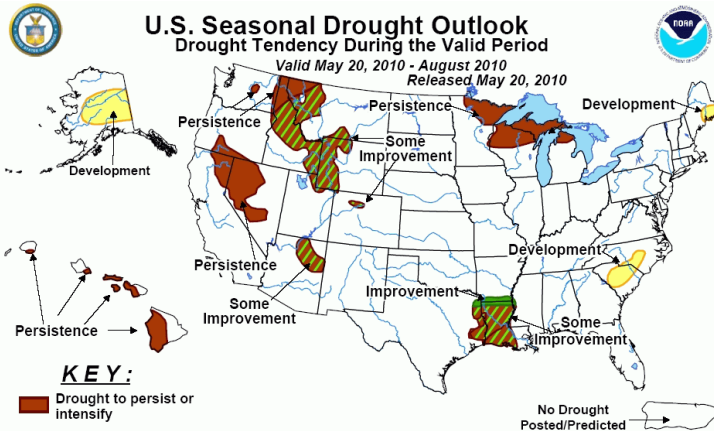 U.S. Seasonal Drought Outlook
Drought Tendency During the Valid Period
Valid May 20, 2010 - August 2010
Released May 20, 2010
NOAA
Persistence
Development
Persistence
Some
Improvement
Development
Persistence
Development
Some
Improvement
Improvement
Some
Improvement
Persistence
KEY:
Drought to persist or
intensify
No Drought
Posted/Predicted